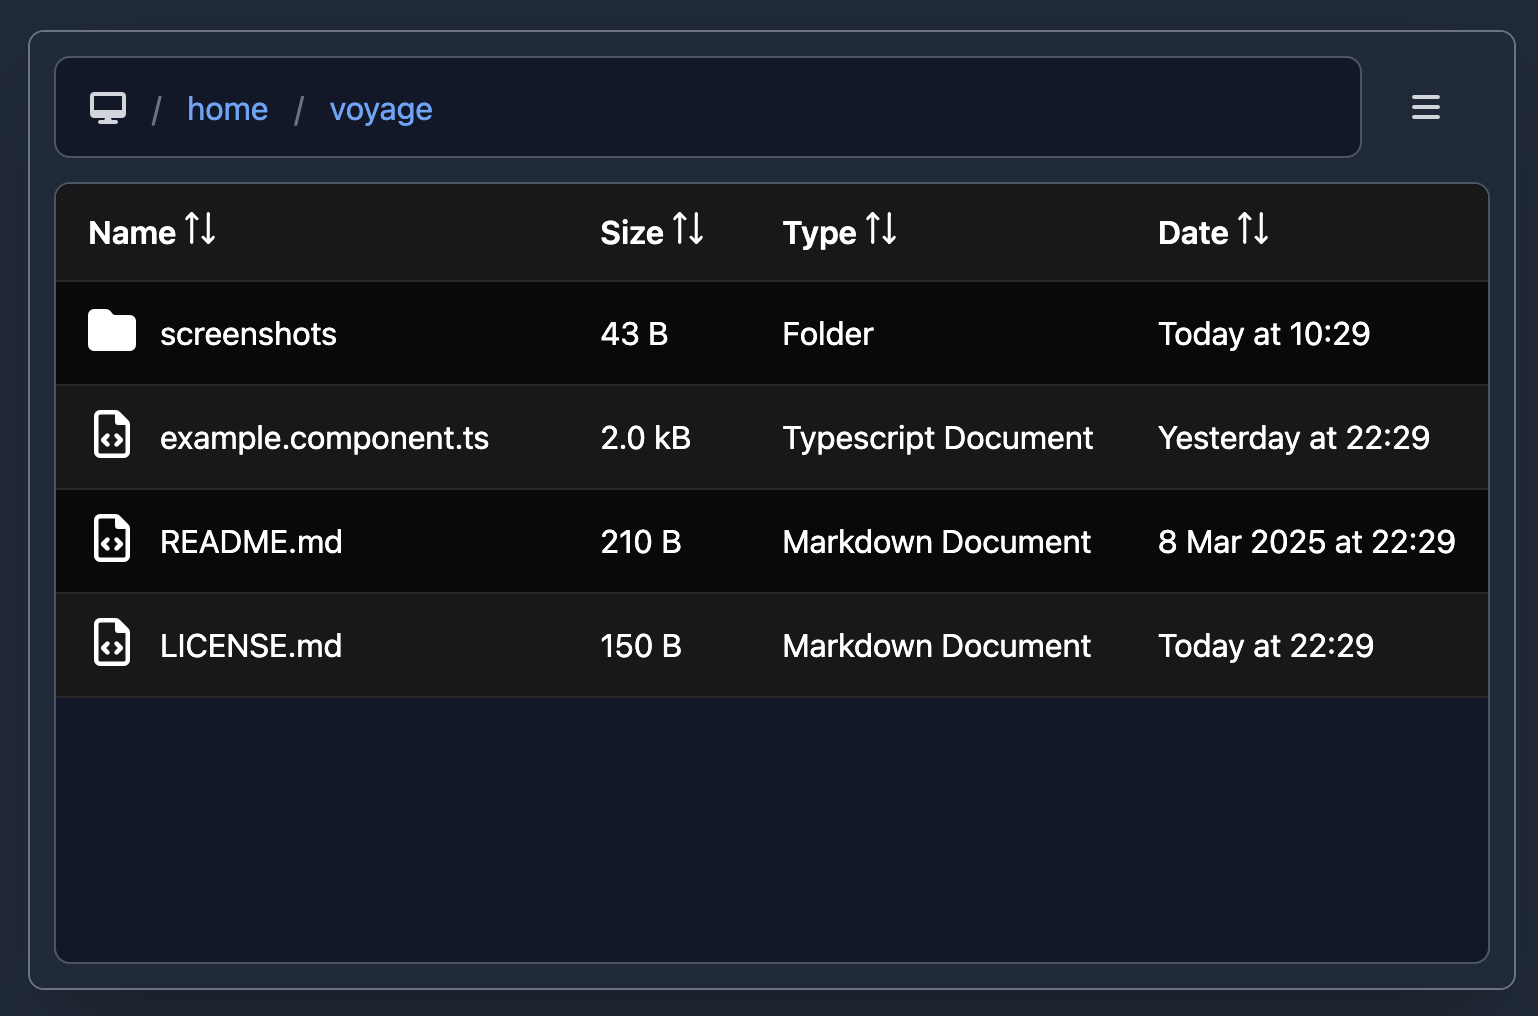 / home / voyage
Name Size Type Date
screenshots 43 B Folder Today at 10:29
example.component.ts 2.0 kB Typescript Document Yesterday at 22:29
README.md 210 B Markdown Document 8 Mar 2025 at 22:29
LICENSE.md 150 B Markdown Document Today at 22:29